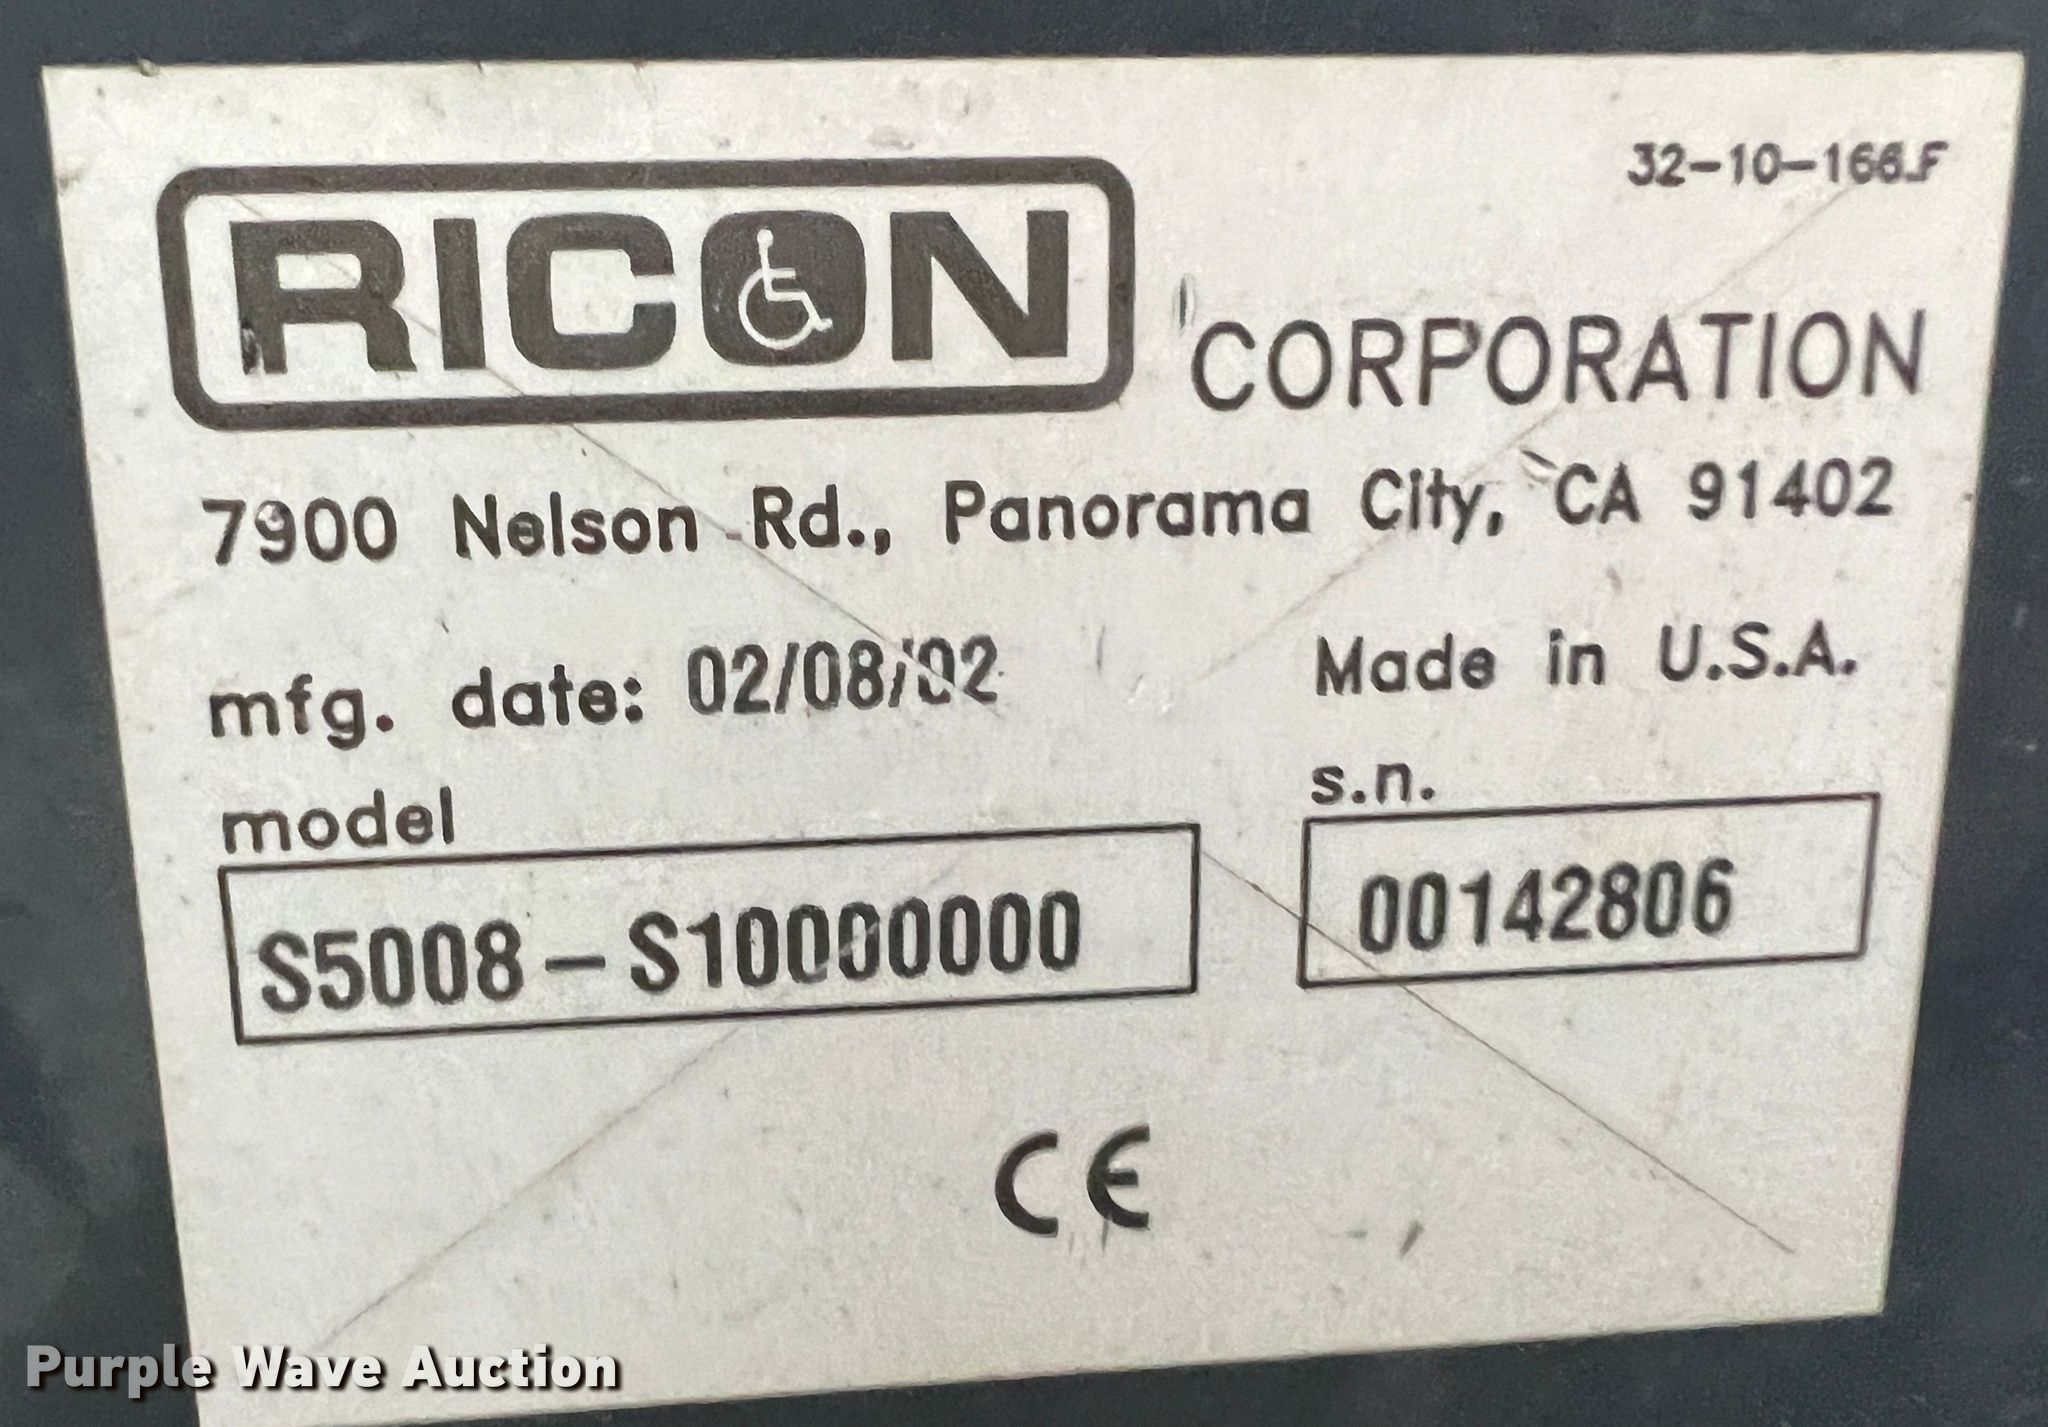 32-10-166.F
RICON CORPORATION
7900 Nelson Rd., Panorama City, CA 91402
mfg. date: 02/08/02 Made in U.S.A.
model s.n.
S5008-S10000000 00142806
CE
Purple Wave Auction